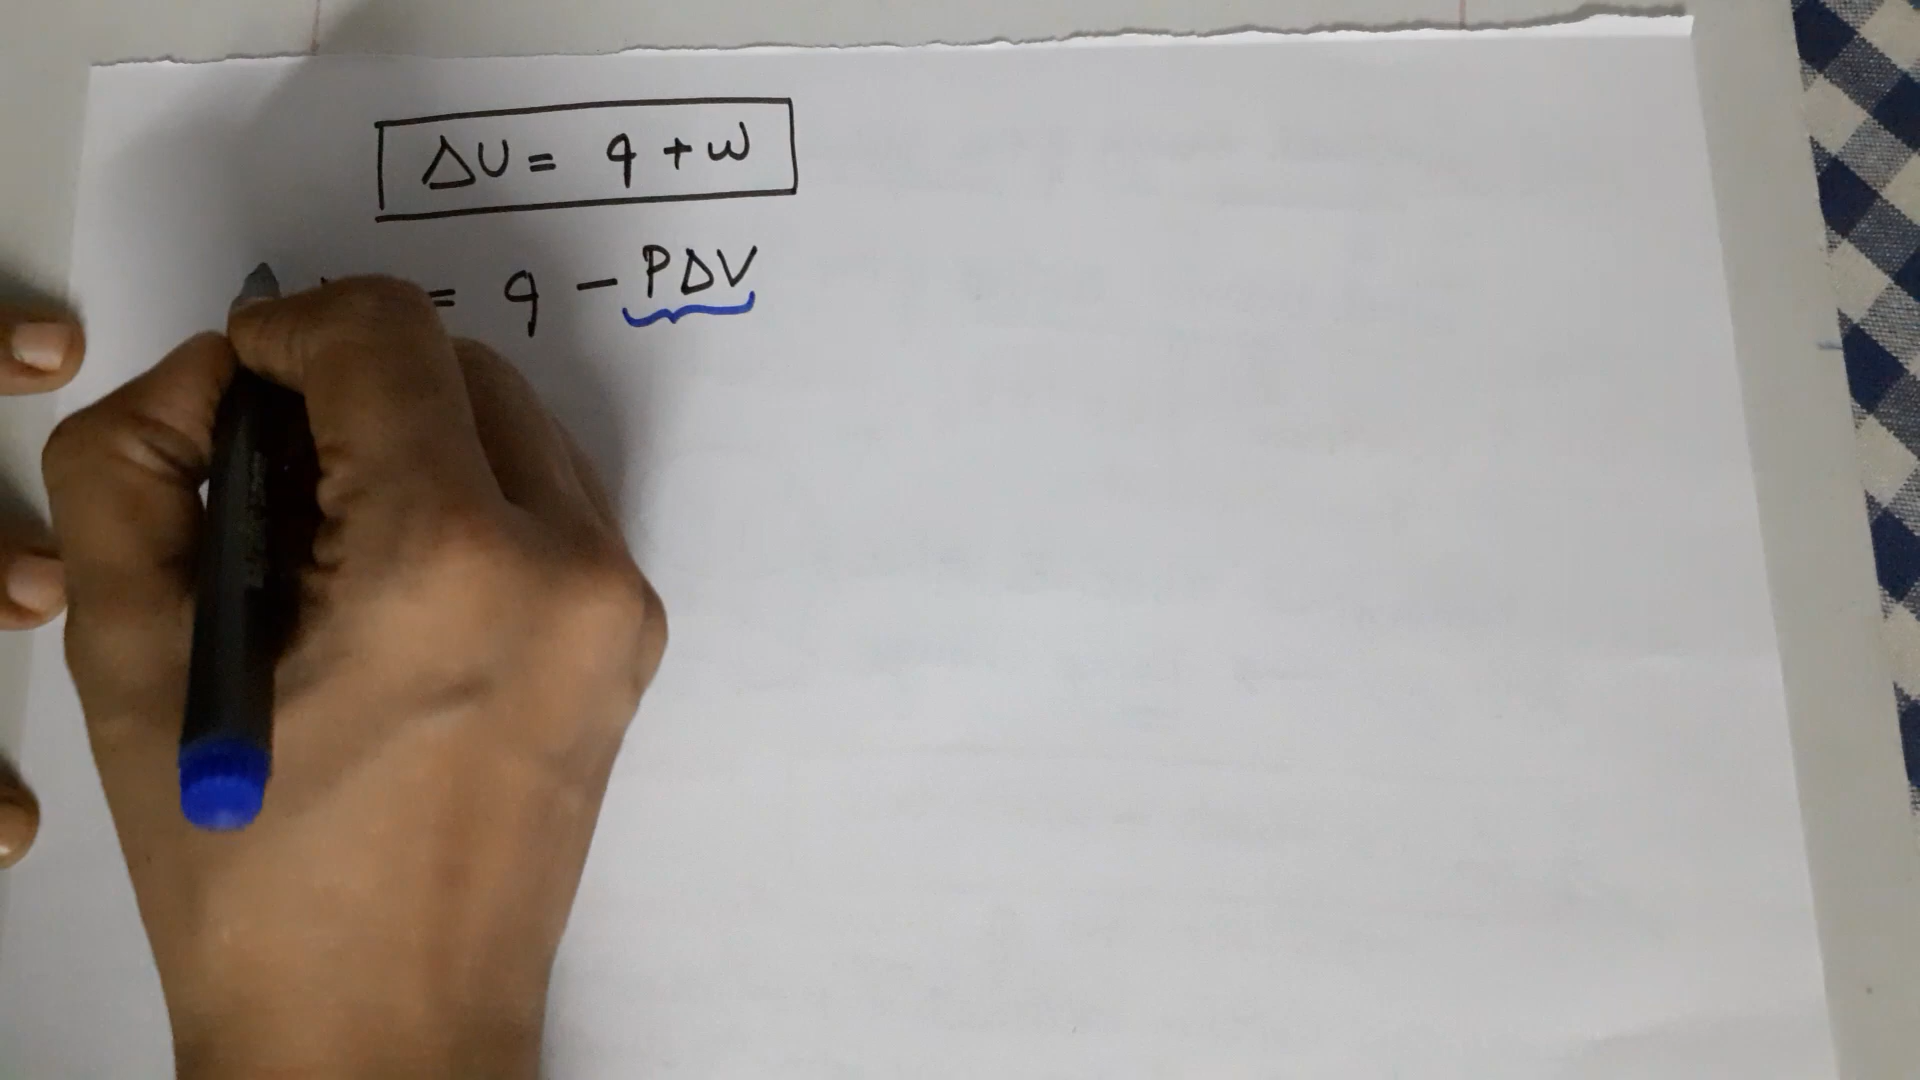 ΔU = q + w
= q - PΔV